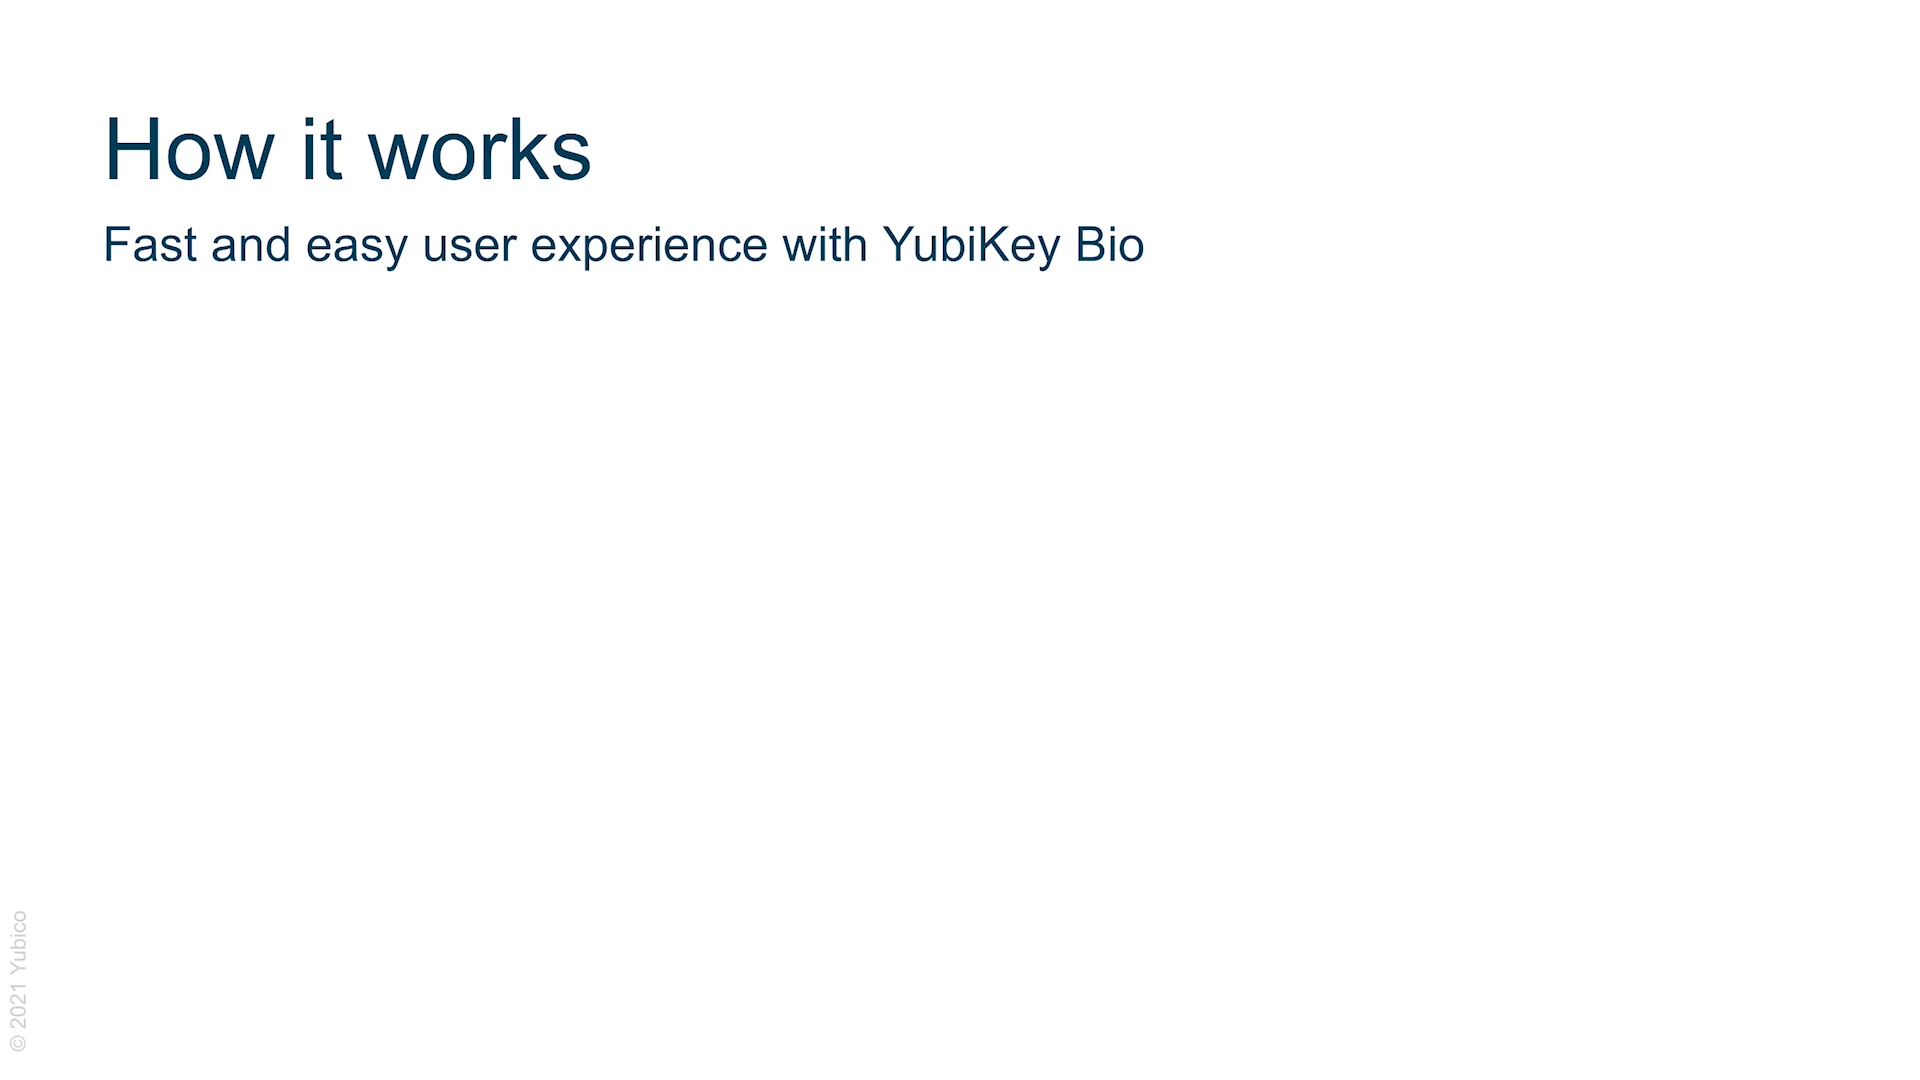 How it works
Fast and easy user experience with YubiKey Bio
© 2021 Yubico